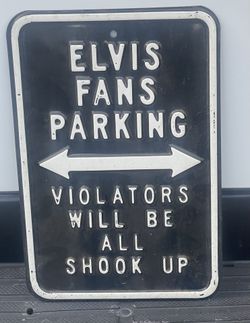 ELVIS
FANS
PARKING
VIOLATORS
WILL BE
ALL
SHOOK UP